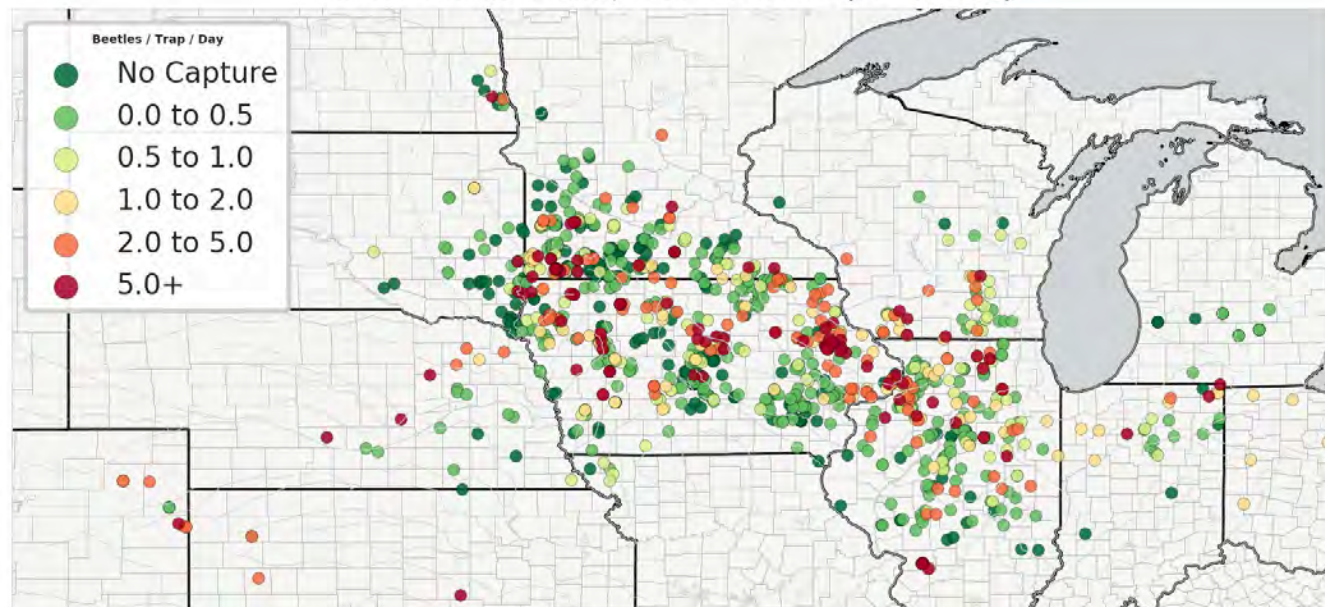 Beetles / Trap / Day
No Capture
0.0 to 0.5
0.5 to 1.0
1.0 to 2.0
2.0 to 5.0
5.0+